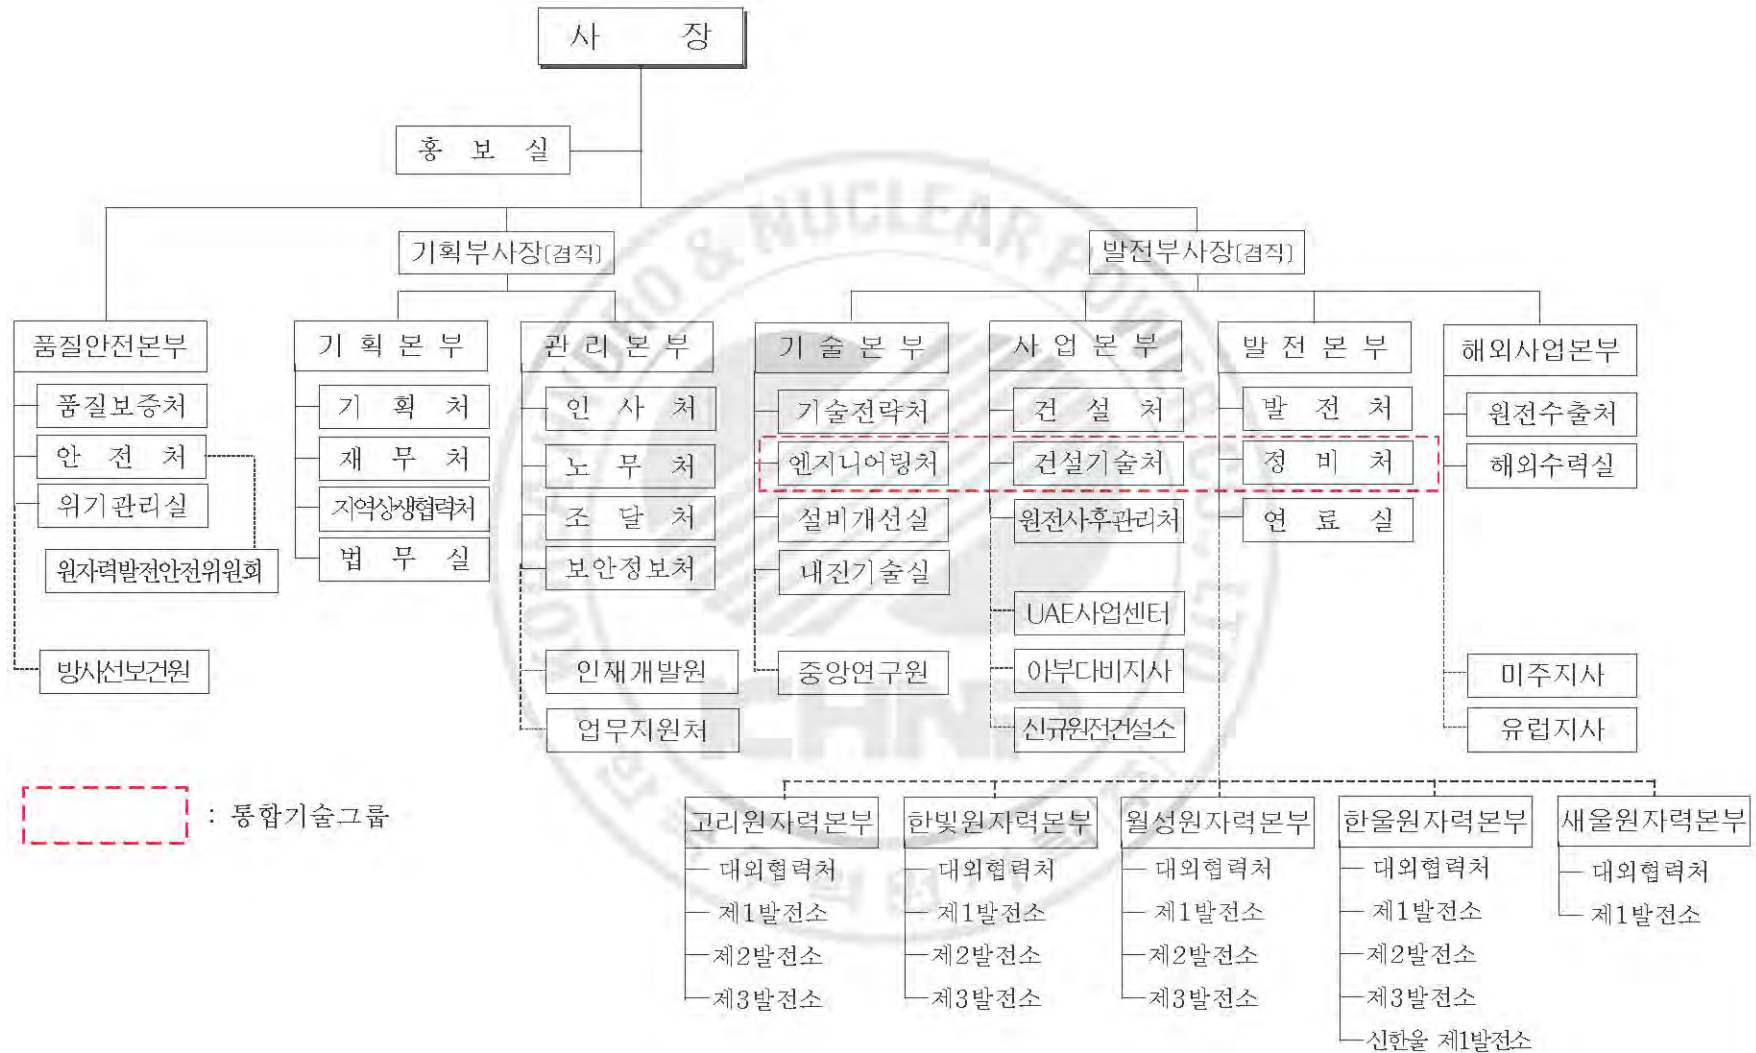 사 장
홍 보 실
기획부사장(겸직)
발전부사장(겸직)
품질안전본부
품질보증처
안 전 처
위기관리실
원자력발전안전위원회
방사선보건원
기 획 본 부
기 획 처
재 무 처
지역상생협력처
법 무 실
관 리 본 부
인 사 처
노 무 처
조 달 처
보안정보처
인재개발원
업무지원처
기 술 본 부
기술전략처
엔지니어링처
설비개선실
내진기술실
중앙연구원
사 업 본 부
건 설 처
건설기술처
원전사후관리처
UAE사업센터
아부다비지사
신규원전건설소
발 전 본 부
발 전 처
정 비 처
연 료 실
해외사업본부
원전수출처
해외수력실
미주지사
유럽지사
: 통합기술그룹
고리원자력본부
대외협력처
제1발전소
제2발전소
제3발전소
한빛원자력본부
대외협력처
제1발전소
제2발전소
제3발전소
월성원자력본부
대외협력처
제1발전소
제2발전소
제3발전소
한울원자력본부
대외협력처
제1발전소
제2발전소
제3발전소
신한울 제1발전소
새울원자력본부
대외협력처
제1발전소